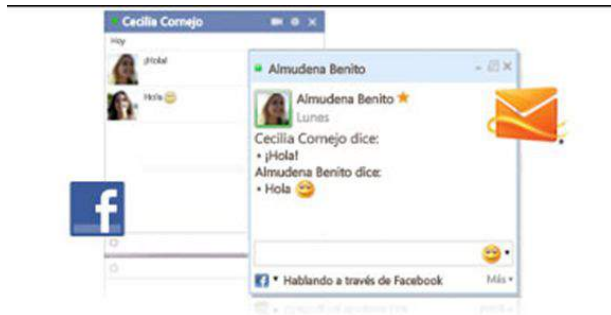 Cecilia Cornejo
Hoy
¡Hola!
Hola
Almudena Benito
Almudena Benito
Lunes
Cecilia Cornejo dice:
• ¡Hola!
Almudena Benito dice:
• Hola
f
Hablando a través de Facebook
Más